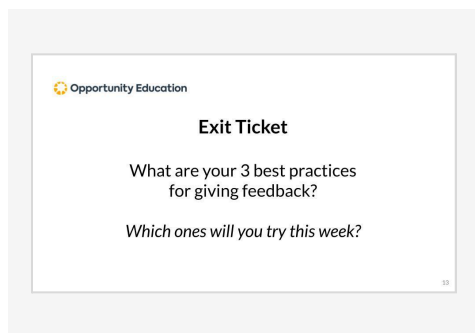 Opportunity Education
Exit Ticket
What are your 3 best practices
for giving feedback?
Which ones will you try this week?
13